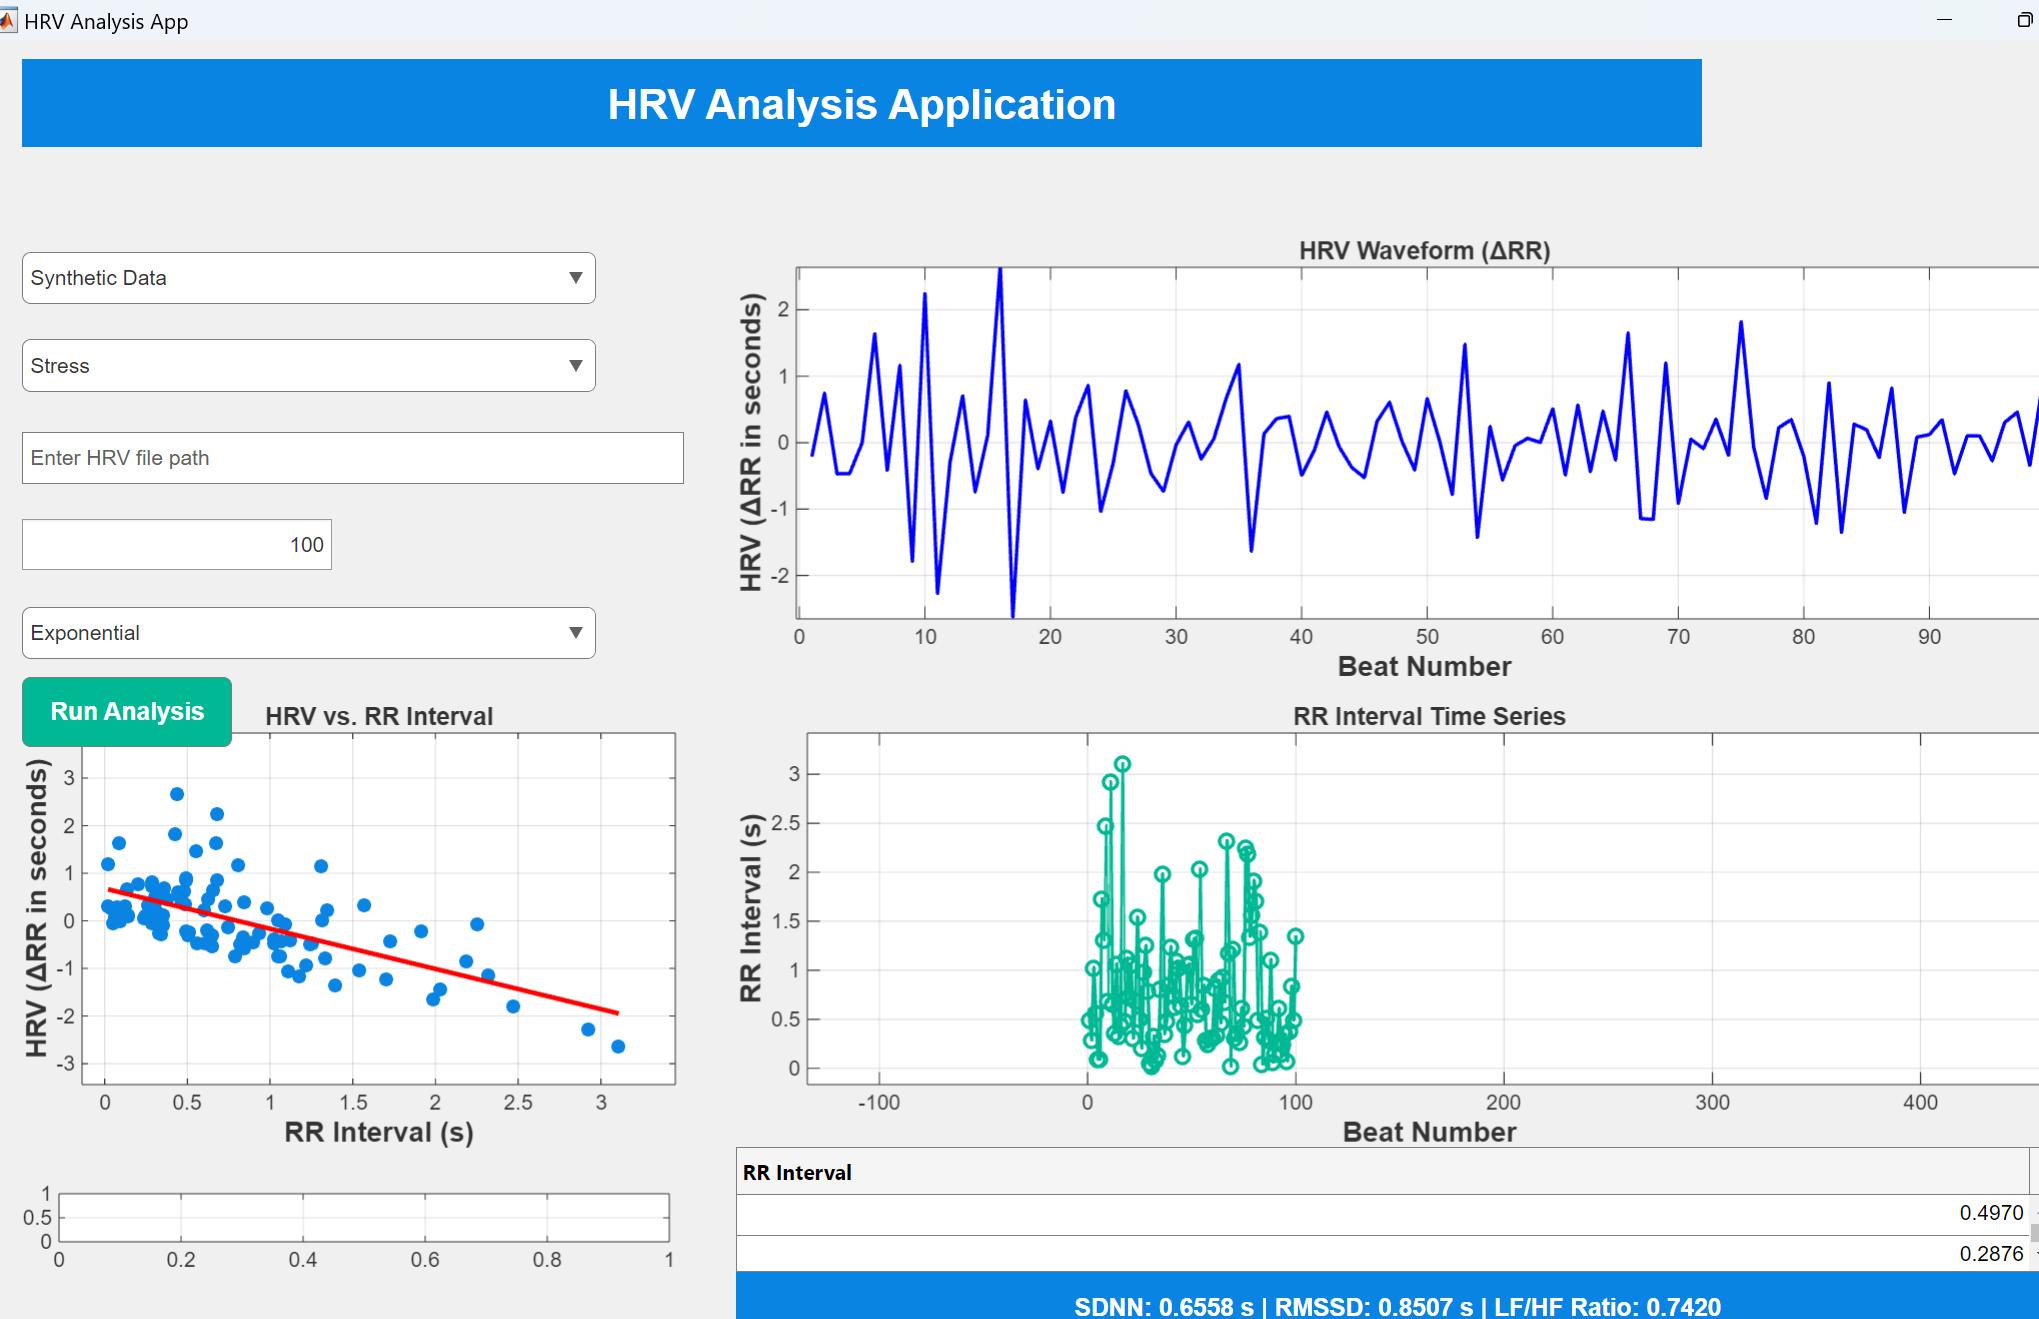 HRV Analysis App
HRV Analysis Application
Synthetic Data
Stress
Enter HRV file path
100
Exponential
Run Analysis
HRV Waveform (ΔRR)
HRV (ΔRR in seconds)
2
1
0
-1
-2
0 10 20 30 40 50 60 70 80 90
Beat Number
HRV vs. RR Interval
HRV (ΔRR in seconds)
3
2
1
0
-1
-2
-3
0 0.5 1 1.5 2 2.5 3
RR Interval (s)
RR Interval Time Series
RR Interval (s)
3
2.5
2
1.5
1
0.5
0
-100 0 100 200 300 400
Beat Number
1
0.5
0
0 0.2 0.4 0.6 0.8 1
RR Interval
0.4970
0.2876
SDNN: 0.6558 s | RMSSD: 0.8507 s | LF/HF Ratio: 0.7420